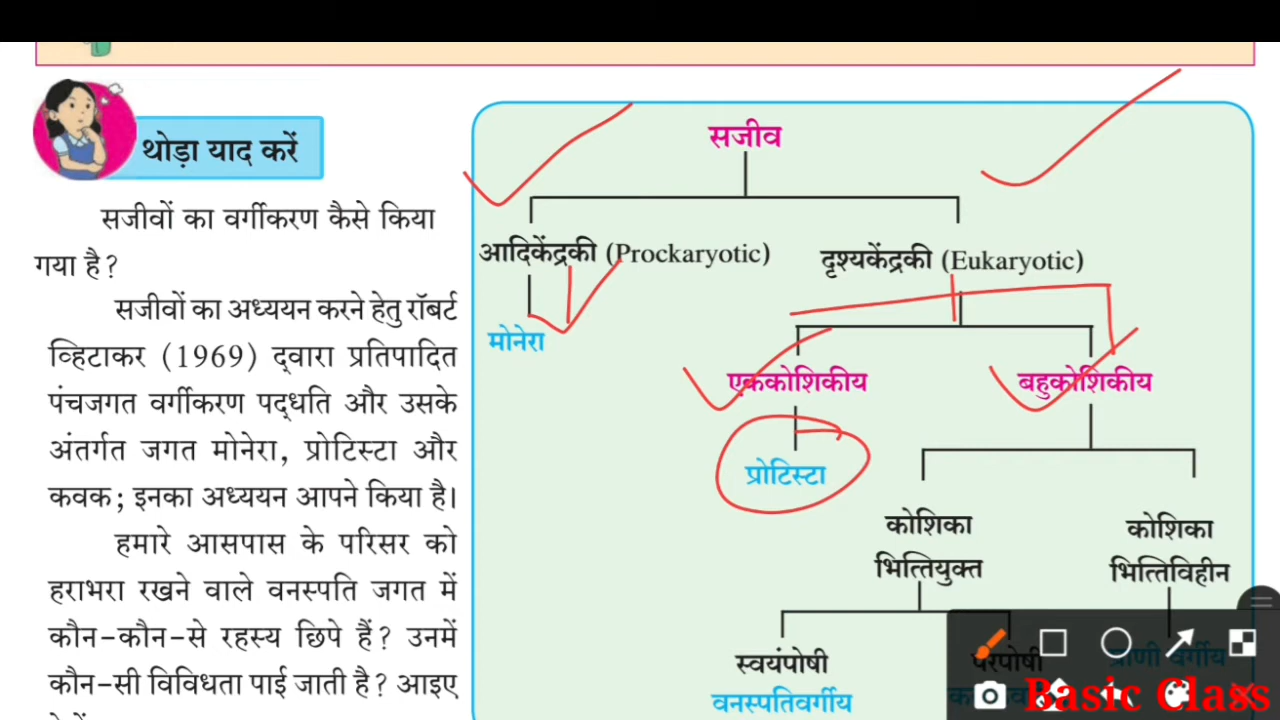 थोड़ा याद करें
सजीवों का वर्गीकरण कैसे किया
गया है?
सजीवों का अध्ययन करने हेतु रॉबर्ट
व्हिटाकर (1969) द्वारा प्रतिपादित
पंचजगत वर्गीकरण पद्धति और उसके
अंतर्गत जगत मोनेरा, प्रोटिस्टा और
कवक; इनका अध्ययन आपने किया है।
हमारे आसपास के परिसर को
हराभरा रखने वाले वनस्पति जगत में
कौन-कौन-से रहस्य छिपे हैं? उनमें
कौन-सी विविधता पाई जाती है? आइए
सजीव
आदिकेंद्रकी (Prockaryotic)
दृश्यकेंद्रकी (Eukaryotic)
मोनेरा
एककोशिकीय
बहुकोशिकीय
प्रोटिस्टा
कोशिका
भित्तियुक्त
कोशिका
भित्तिविहीन
स्वयंपोषी
वनस्पतिवर्गीय
परपोषी
प्राणी वर्गीय
Basic Class